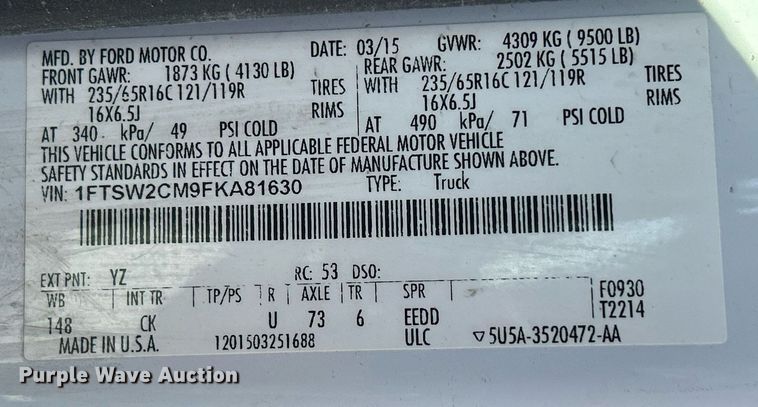 MFD. BY FORD MOTOR CO. DATE: 03/15 GVWR: 4309 KG ( 9500 LB)
FRONT GAWR: 1873 KG ( 4130 LB) REAR GAWR: 2502 KG ( 5515 LB)
WITH 235/65R16C 121/119R TIRES WITH 235/65R16C 121/119R TIRES
16X6.5J RIMS 16X6.5J RIMS
AT 340 kPa/ 49 PSI COLD AT 490 kPa/ 71 PSI COLD
THIS VEHICLE CONFORMS TO ALL APPLICABLE FEDERAL MOTOR VEHICLE
SAFETY STANDARDS IN EFFECT ON THE DATE OF MANUFACTURE SHOWN ABOVE.
VIN: 1FTSW2CM9FKA81630 TYPE: Truck
EXT PNT: YZ RC: 53 DSO:
WB INT TR TP/PS R AXLE TR SPR F0930
148 CK U 73 6 EEDD T2214
MADE IN U.S.A. 1201503251688 ULC ▽5U5A-3520472-AA
Purple Wave Auction